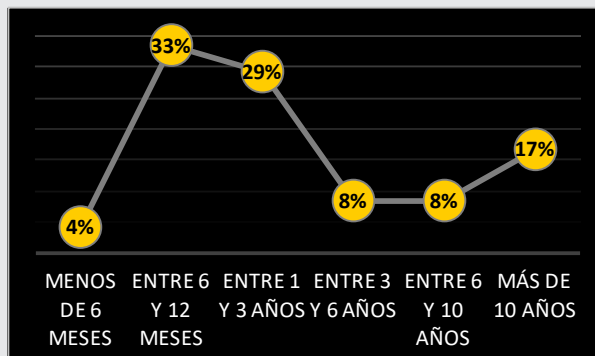 33%
29%
17%
8%
8%
4%
MENOS
DE 6
MESES
ENTRE 6
Y 12
MESES
ENTRE 1
Y 3 AÑOS
ENTRE 3
Y 6 AÑOS
ENTRE 6
Y 10
AÑOS
MÁS DE
10 AÑOS